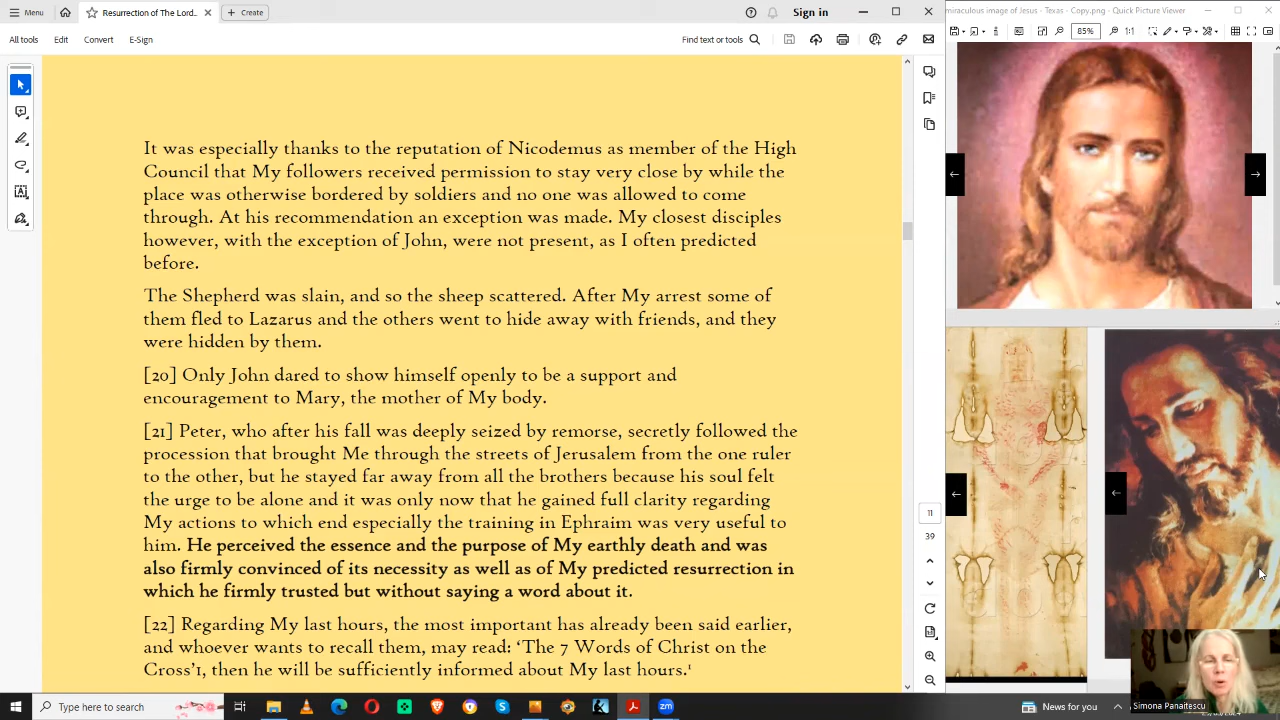 Menu
Resurrection of The Lord...
Create
Sign in
miraculous image of Jesus - Texas - Copy.png - Quick Picture Viewer
All tools
Edit
Convert
E-Sign
Find text or tools
85%
1:1
It was especially thanks to the reputation of Nicodemus as member of the High
Council that My followers received permission to stay very close by while the
place was otherwise bordered by soldiers and no one was allowed to come
through. At his recommendation an exception was made. My closest disciples
however, with the exception of John, were not present, as I often predicted
before.
The Shepherd was slain, and so the sheep scattered. After My arrest some of
them fled to Lazarus and the others went to hide away with friends, and they
were hidden by them.
[20] Only John dared to show himself openly to be a support and
encouragement to Mary, the mother of My body.
[21] Peter, who after his fall was deeply seized by remorse, secretly followed the
procession that brought Me through the streets of Jerusalem from the one ruler
to the other, but he stayed far away from all the brothers because his soul felt
the urge to be alone and it was only now that he gained full clarity regarding
My actions to which end especially the training in Ephraim was very useful to
him. He perceived the essence and the purpose of My earthly death and was
also firmly convinced of its necessity as well as of My predicted resurrection in
which he firmly trusted but without saying a word about it.
[22] Regarding My last hours, the most important has already been said earlier,
and whoever wants to recall them, may read: ‘The 7 Words of Christ on the
Cross’1, then he will be sufficiently informed about My last hours.¹
11
39
Type here to search
News for you
Simona Panaitescu